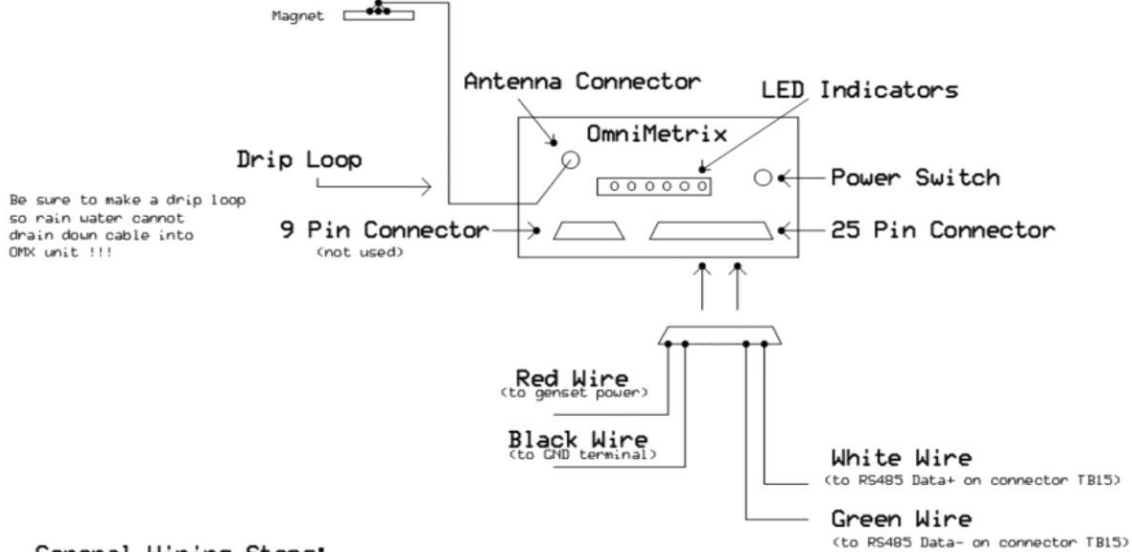 Magnet
Antenna Connector
LED Indicators
OmniMetrix
Drip Loop
Power Switch
Be sure to make a drip loop
so rain water cannot
drain down cable into
OMX unit !!!
9 Pin Connector
(not used)
25 Pin Connector
Red Wire
(to genset power)
Black Wire
(to GND terminal)
White Wire
(to RS485 Data+ on connector TB15)
Green Wire
(to RS485 Data- on connector TB15)
General Wiring Steps: